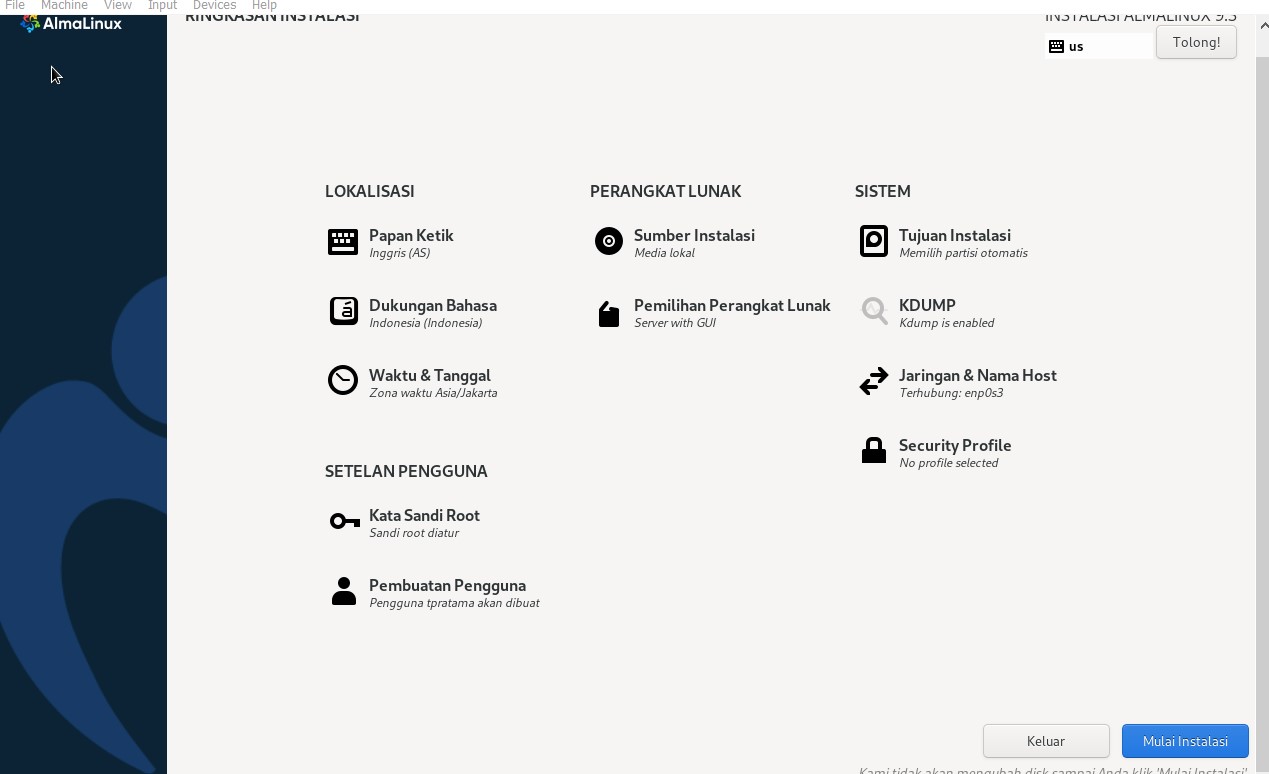 File Machine View Input Devices Help
AlmaLinux
RINGKASAN INSTALASI
INSTALASI ALMALINUX 9.3
us
Tolong!
LOKALISASI
Papan Ketik
Inggris (AS)
Dukungan Bahasa
Indonesia (Indonesia)
Waktu & Tanggal
Zona waktu Asia/Jakarta
PERANGKAT LUNAK
Sumber Instalasi
Media lokal
Pemilihan Perangkat Lunak
Server with GUI
SISTEM
Tujuan Instalasi
Memilih partisi otomatis
KDUMP
Kdump is enabled
Jaringan & Nama Host
Terhubung: enp0s3
Security Profile
No profile selected
SETELAN PENGGUNA
Kata Sandi Root
Sandi root diatur
Pembuatan Pengguna
Pengguna tpratama akan dibuat
Keluar
Mulai Instalasi
Kami tidak akan mengubah disk sampai Anda klik 'Mulai Instalasi'